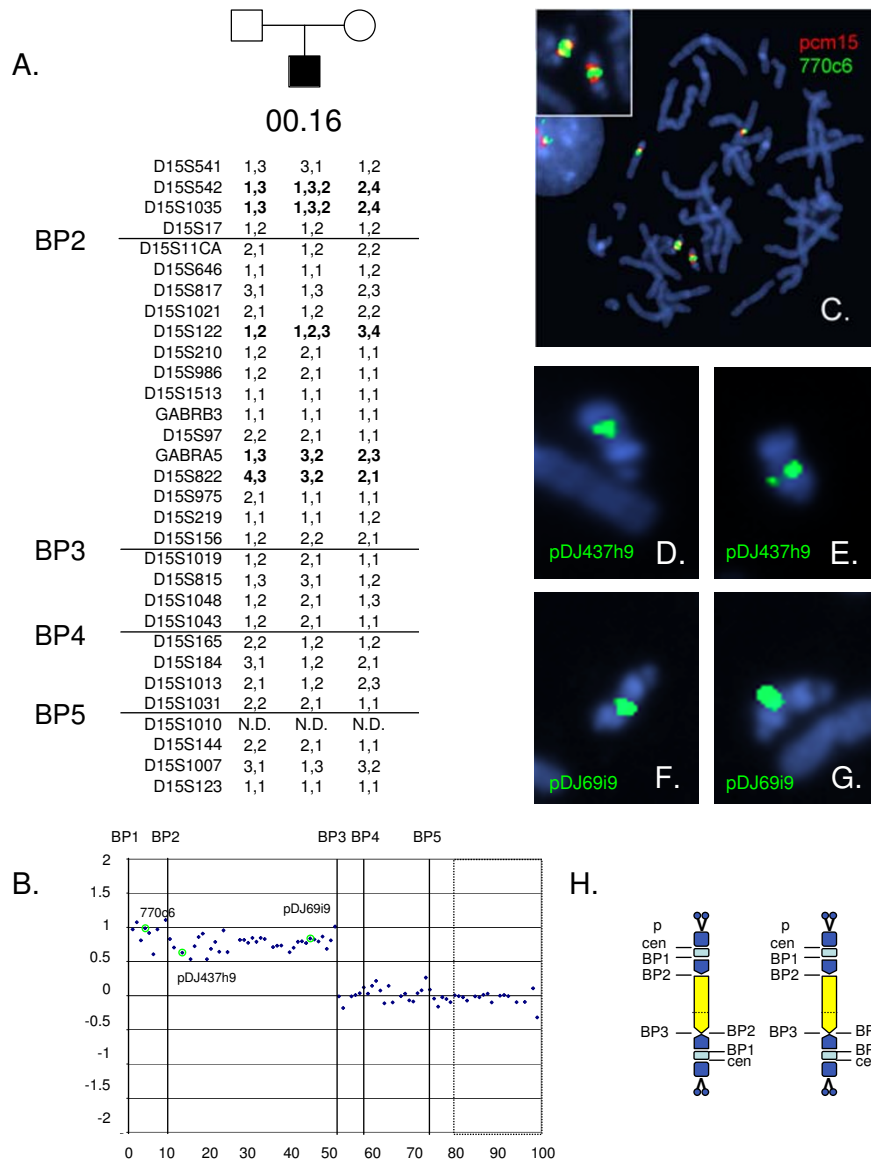 A.
00.16
D15S541 1,3 3,1 1,2
D15S542 1,3 1,3,2 2,4
D15S1035 1,3 1,3,2 2,4
D15S17 1,2 1,2 1,2
BP2
D15S11CA 2,1 1,2 2,2
D15S646 1,1 1,1 1,2
D15S817 3,1 1,3 2,3
D15S1021 2,1 1,2 2,2
D15S122 1,2 1,2,3 3,4
D15S210 1,2 2,1 1,1
D15S986 1,2 2,1 1,1
D15S1513 1,1 1,1 1,1
GABRB3 1,1 1,1 1,1
D15S97 2,2 2,1 1,1
GABRA5 1,3 3,2 2,3
D15S822 4,3 3,2 2,1
D15S975 2,1 1,1 1,1
D15S219 1,1 1,1 1,2
D15S156 1,2 2,2 2,1
BP3
D15S1019 1,2 2,1 1,1
D15S815 1,3 3,1 1,2
D15S1048 1,2 2,1 1,3
D15S1043 1,2 2,1 1,1
BP4
D15S165 2,2 1,2 1,2
D15S184 3,1 1,2 2,1
D15S1013 2,1 1,2 2,3
D15S1031 2,2 2,1 1,1
BP5
D15S1010 N.D. N.D. N.D.
D15S144 2,2 2,1 1,1
D15S1007 3,1 1,3 3,2
D15S123 1,1 1,1 1,1
pcm15
770c6
C.
pDJ437h9 D.
pDJ437h9 E.
pDJ69i9 F.
pDJ69i9 G.
B.
BP1 BP2 BP3 BP4 BP5
2
1.5
1
0.5
0
-0.5
-1
-1.5
-2
770c6
pDJ437h9
pDJ69i9
0 10 20 30 40 50 60 70 80 90 100
H.
p p
cen cen
BP1 BP1
BP2 BP2
BP3 BP2 BP3
BP1
cen